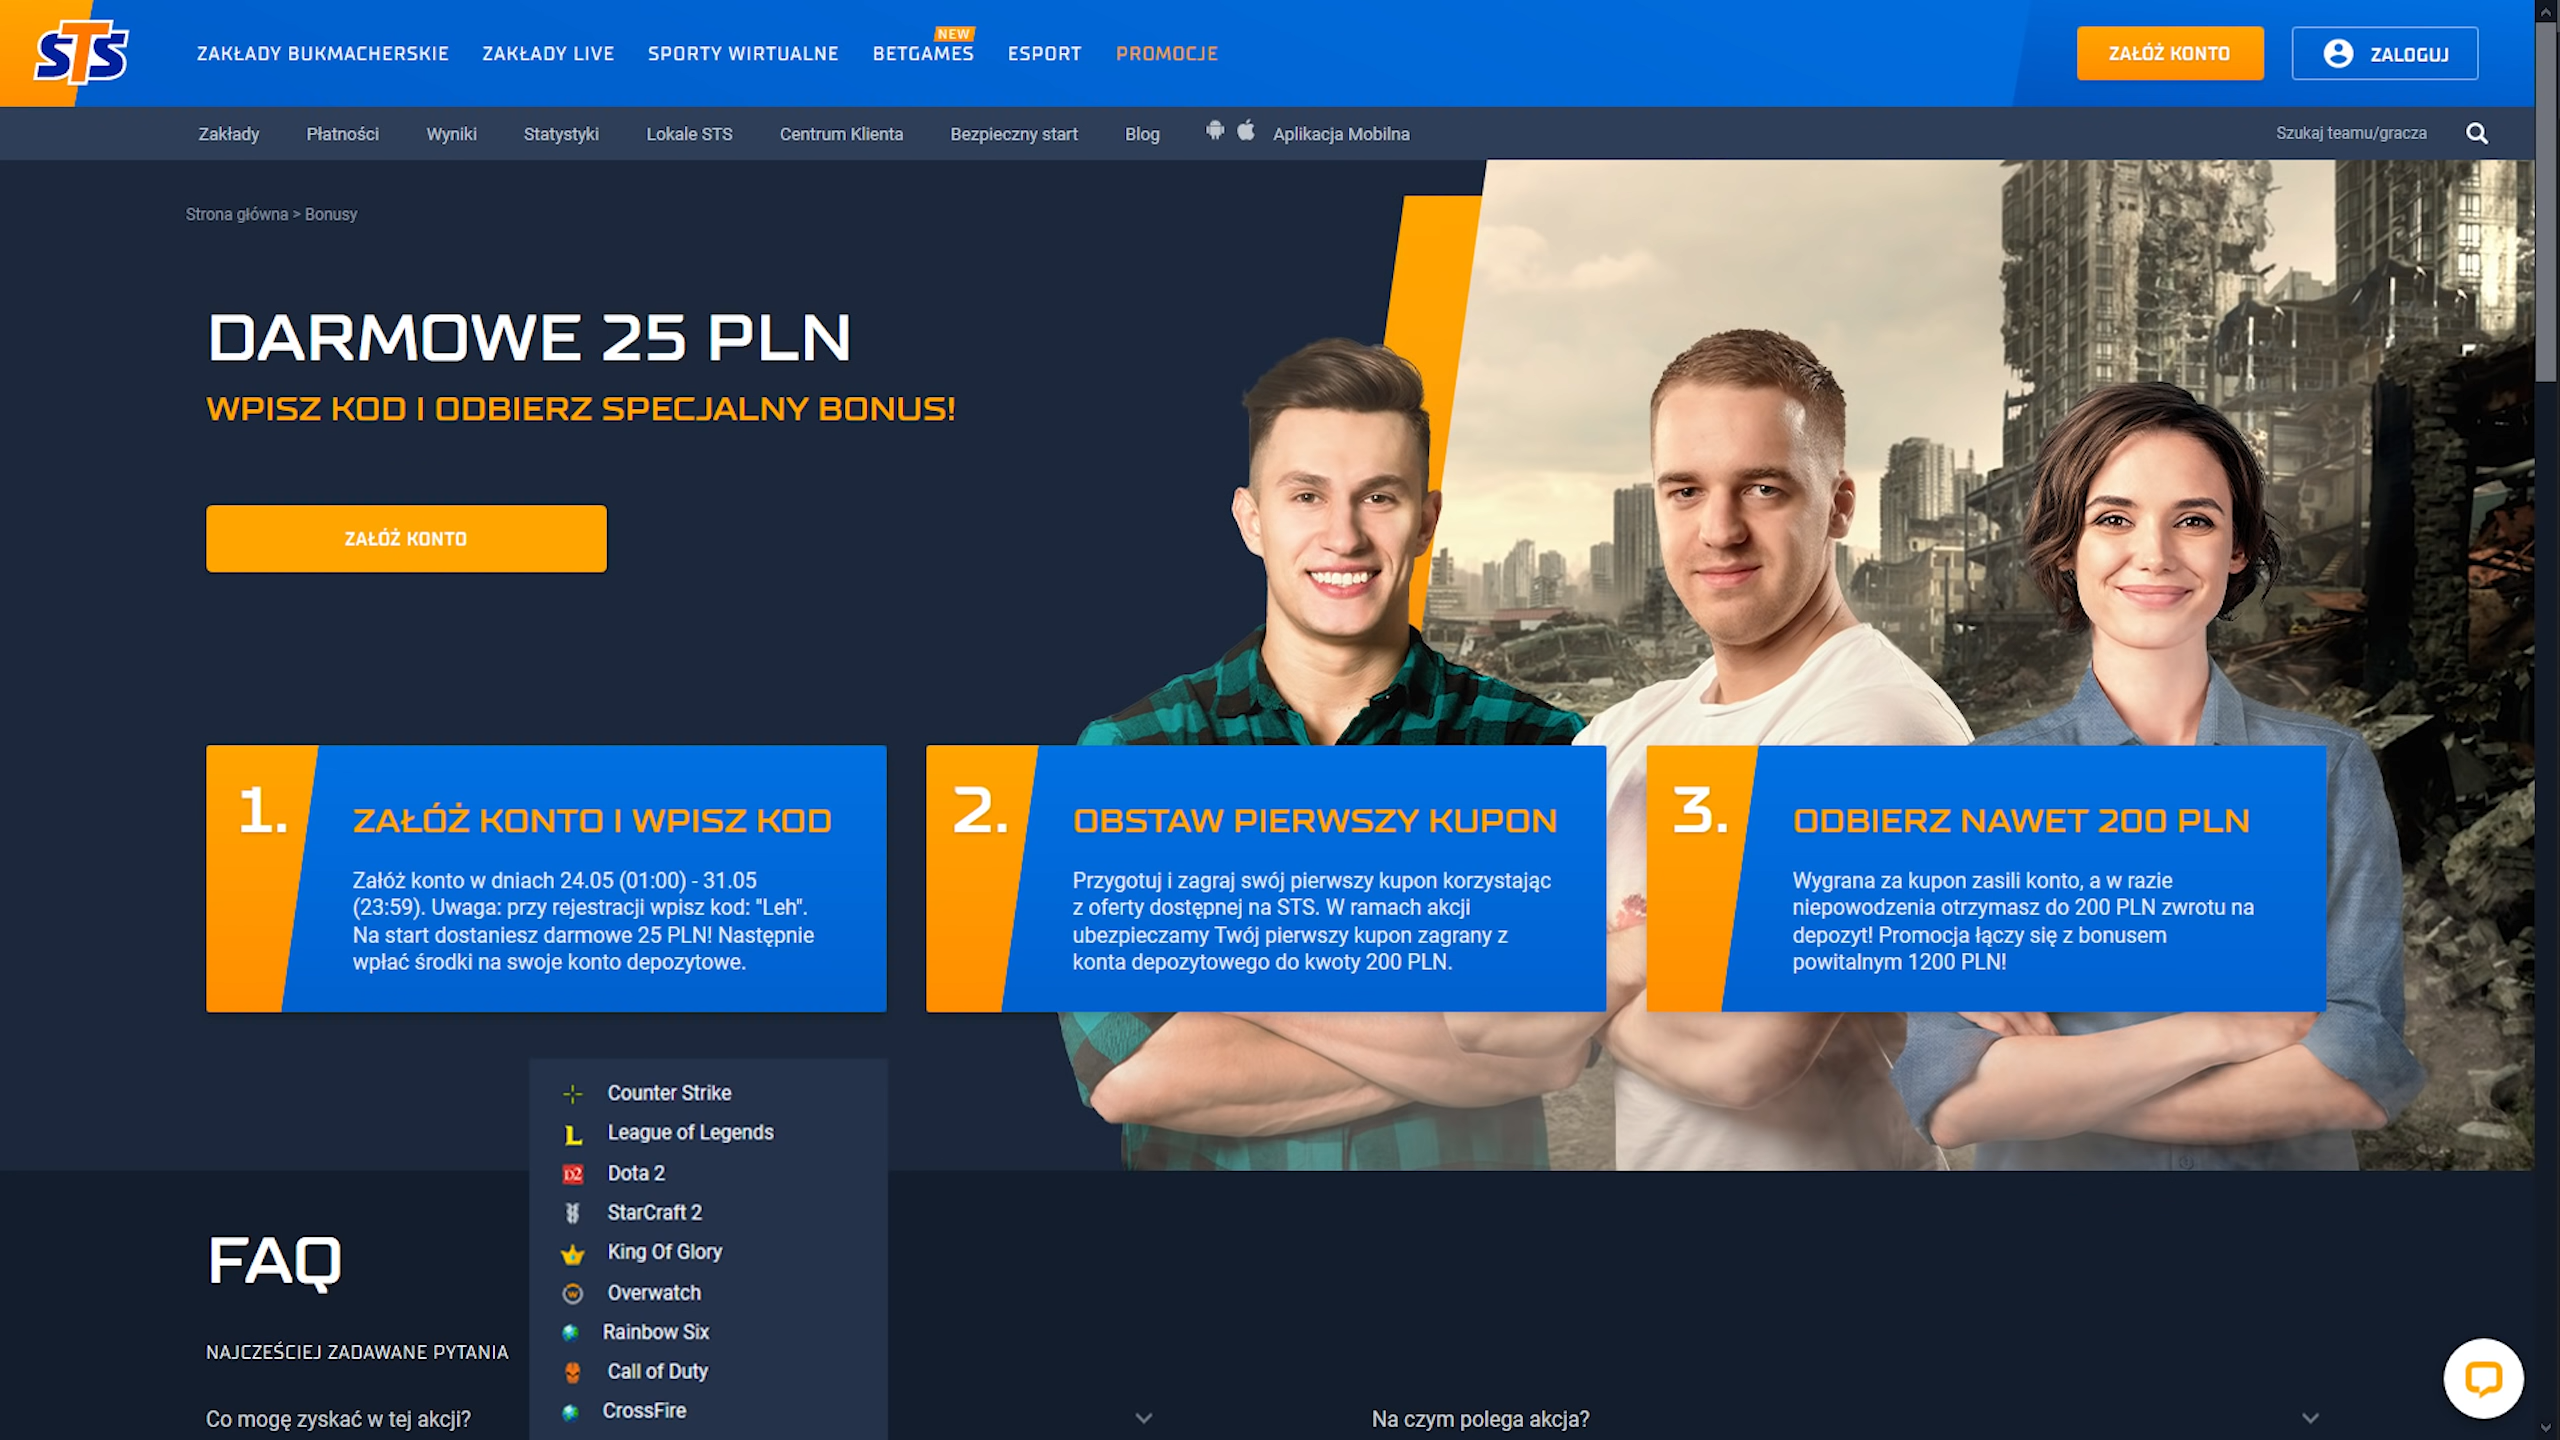 STS
ZAKŁADY BUKMACHERSKIE
ZAKŁADY LIVE
SPORTY WIRTUALNE
NEW
BETGAMES
ESPORT
PROMOCJE
ZAŁÓŻ KONTO
ZALOGUJ
Zakłady
Płatności
Wyniki
Statystyki
Lokale STS
Centrum Klienta
Bezpieczny start
Blog
Aplikacja Mobilna
Szukaj teamu/gracza
Strona główna > Bonusy
DARMOWE 25 PLN
WPISZ KOD I ODBIERZ SPECJALNY BONUS!
ZAŁÓŻ KONTO
1.
ZAŁÓŻ KONTO I WPISZ KOD
Załóż konto w dniach 24.05 (01:00) - 31.05
(23:59). Uwaga: przy rejestracji wpisz kod: "Leh".
Na start dostaniesz darmowe 25 PLN! Następnie
wpłać środki na swoje konto depozytowe.
2.
OBSTAW PIERWSZY KUPON
Przygotuj i zagraj swój pierwszy kupon korzystając
z oferty dostępnej na STS. W ramach akcji
ubezpieczamy Twój pierwszy kupon zagrany z
konta depozytowego do kwoty 200 PLN.
3.
ODBIERZ NAWET 200 PLN
Wygrana za kupon zasili konto, a w razie
niepowodzenia otrzymasz do 200 PLN zwrotu na
depozyt! Promocja łączy się z bonusem
powitalnym 1200 PLN!
Counter Strike
L
League of Legends
D2
Dota 2
StarCraft 2
King Of Glory
Overwatch
Rainbow Six
Call of Duty
CrossFire
FAQ
NAJCZEŚCIEJ ZADAWANE PYTANIA
Co mogę zyskać w tej akcji?
Na czym polega akcja?